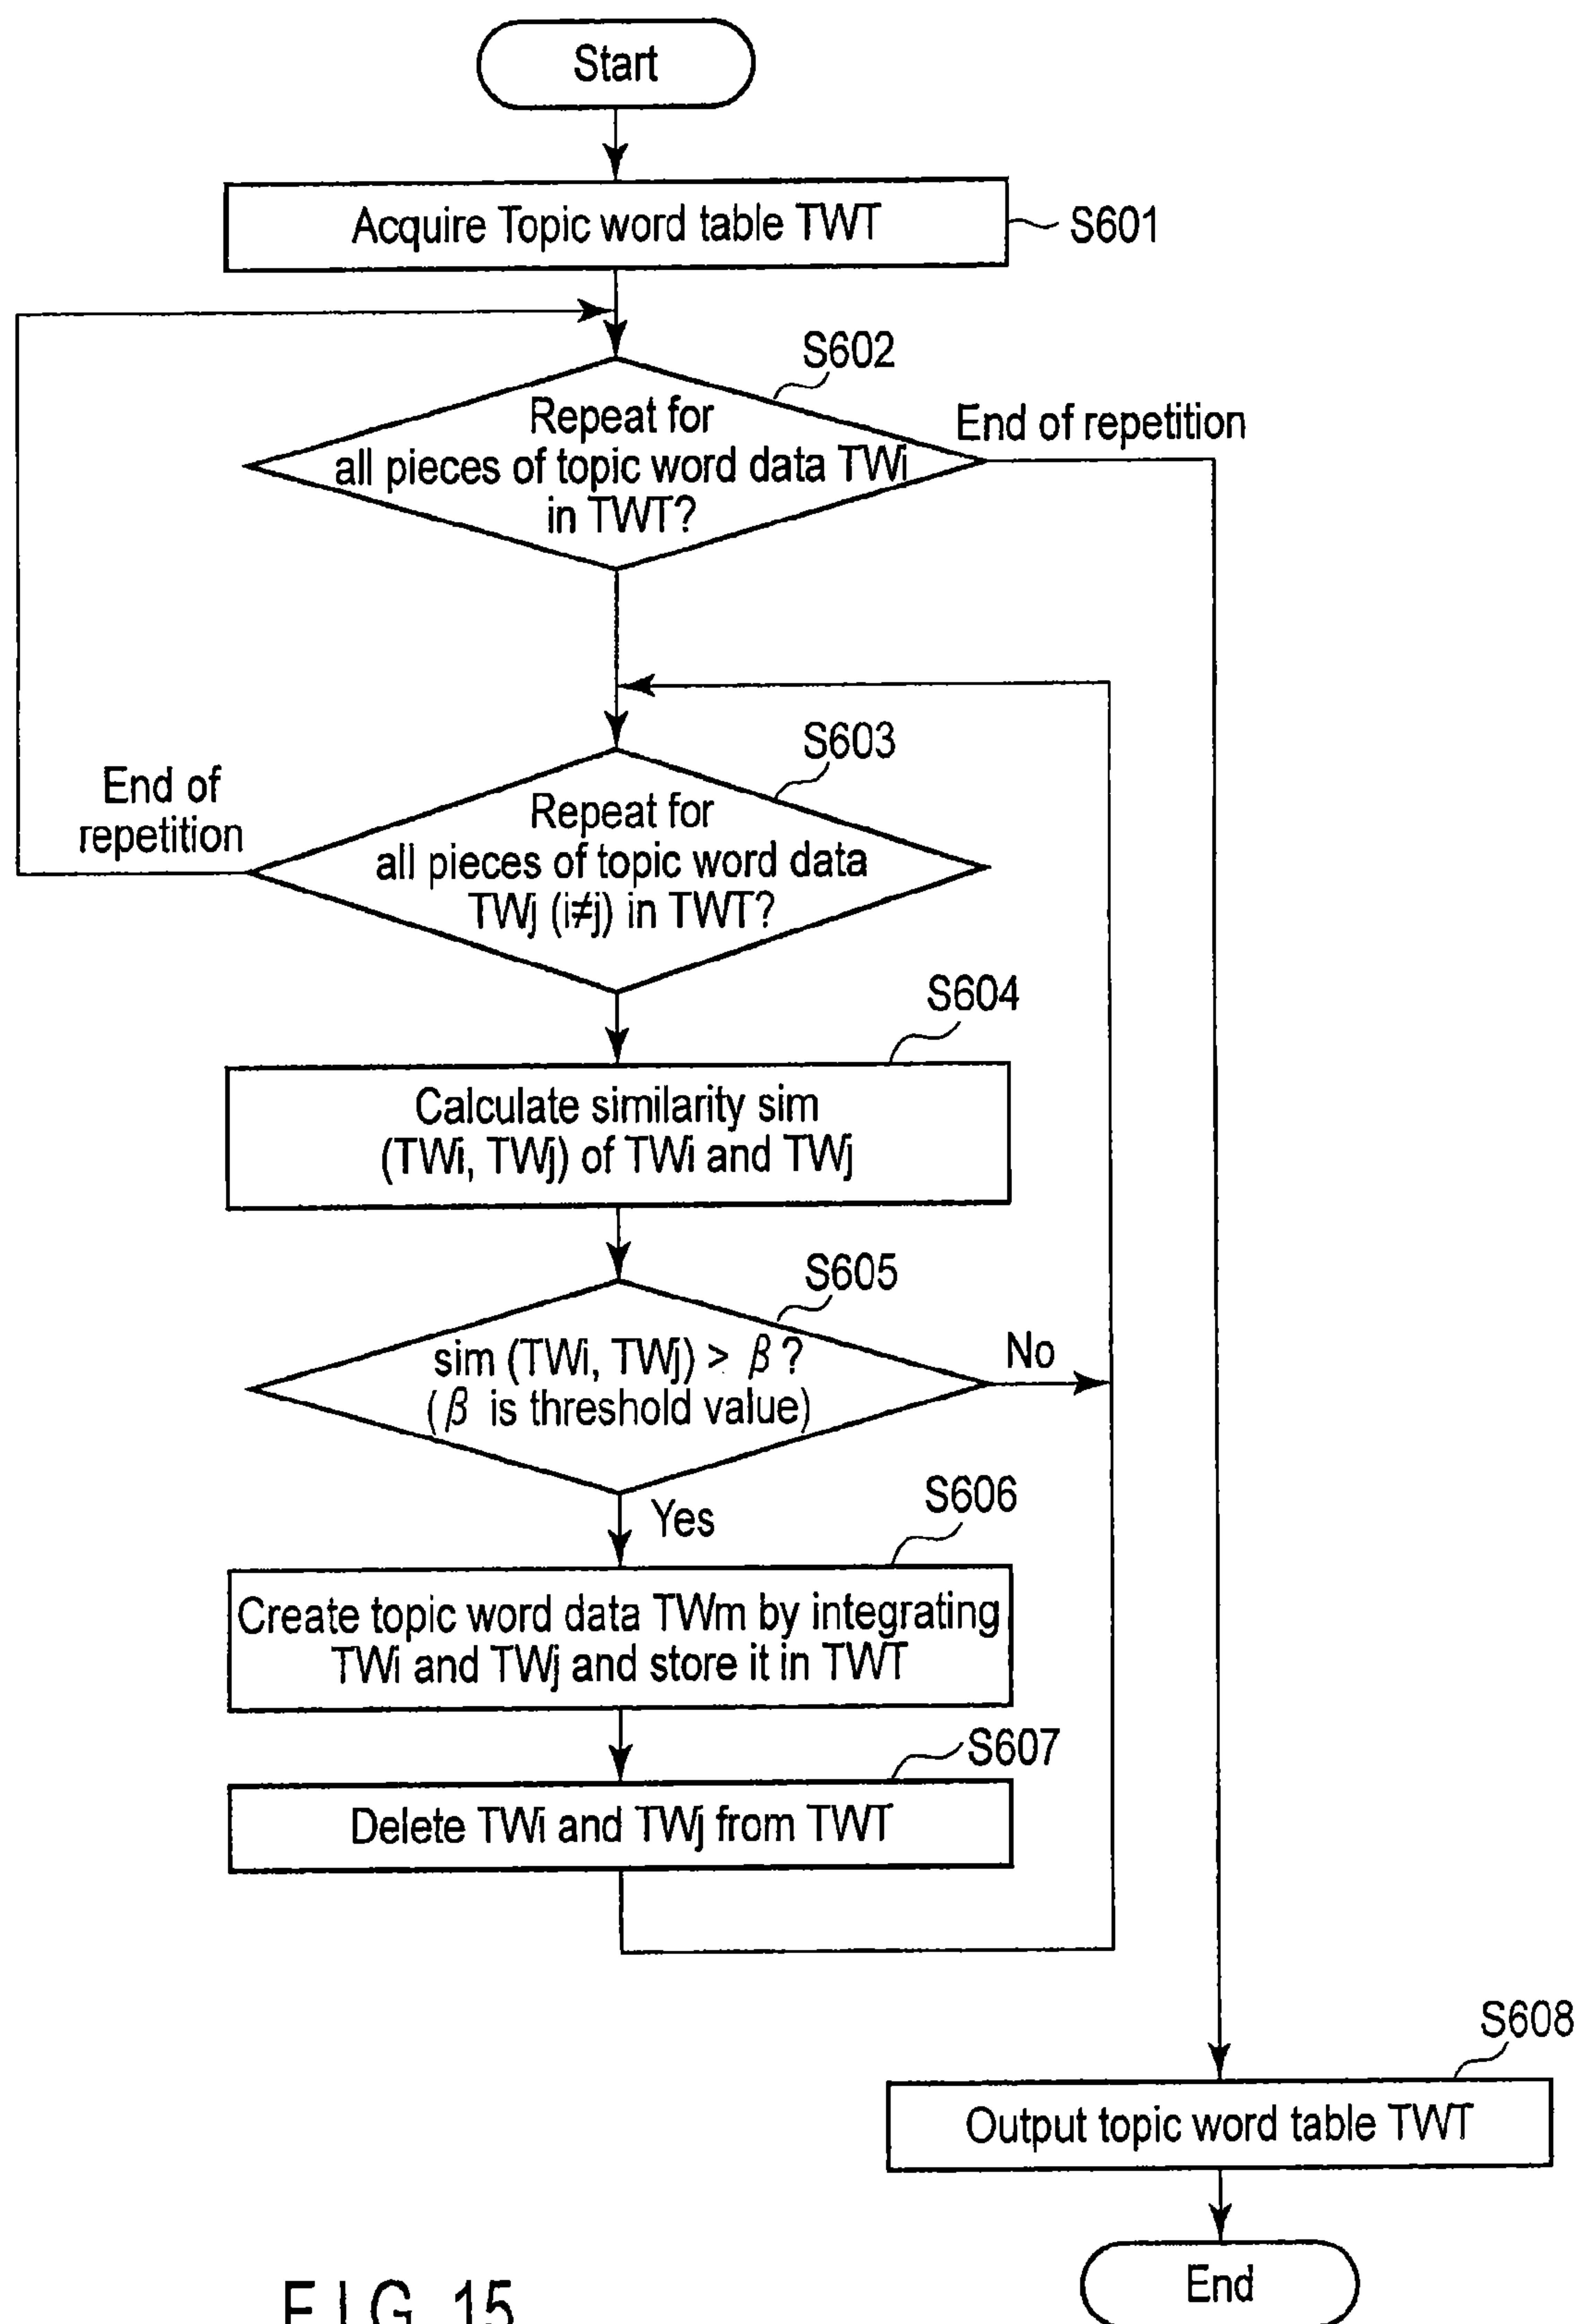 Start
Acquire Topic word table TWT
S601
S602
Repeat for
all pieces of topic word data TWi
in TWT?
End of repetition
S603
Repeat for
all pieces of topic word data
TWj (i≠j) in TWT?
End of
repetition
S604
Calculate similarity sim
(TWi, TWj) of TWi and TWj
S605
sim (TWi, TWj) > β?
(β is threshold value)
No
Yes
S606
Create topic word data TWm by integrating
TWi and TWj and store it in TWT
S607
Delete TWi and TWj from TWT
S608
Output topic word table TWT
End
FIG. 15